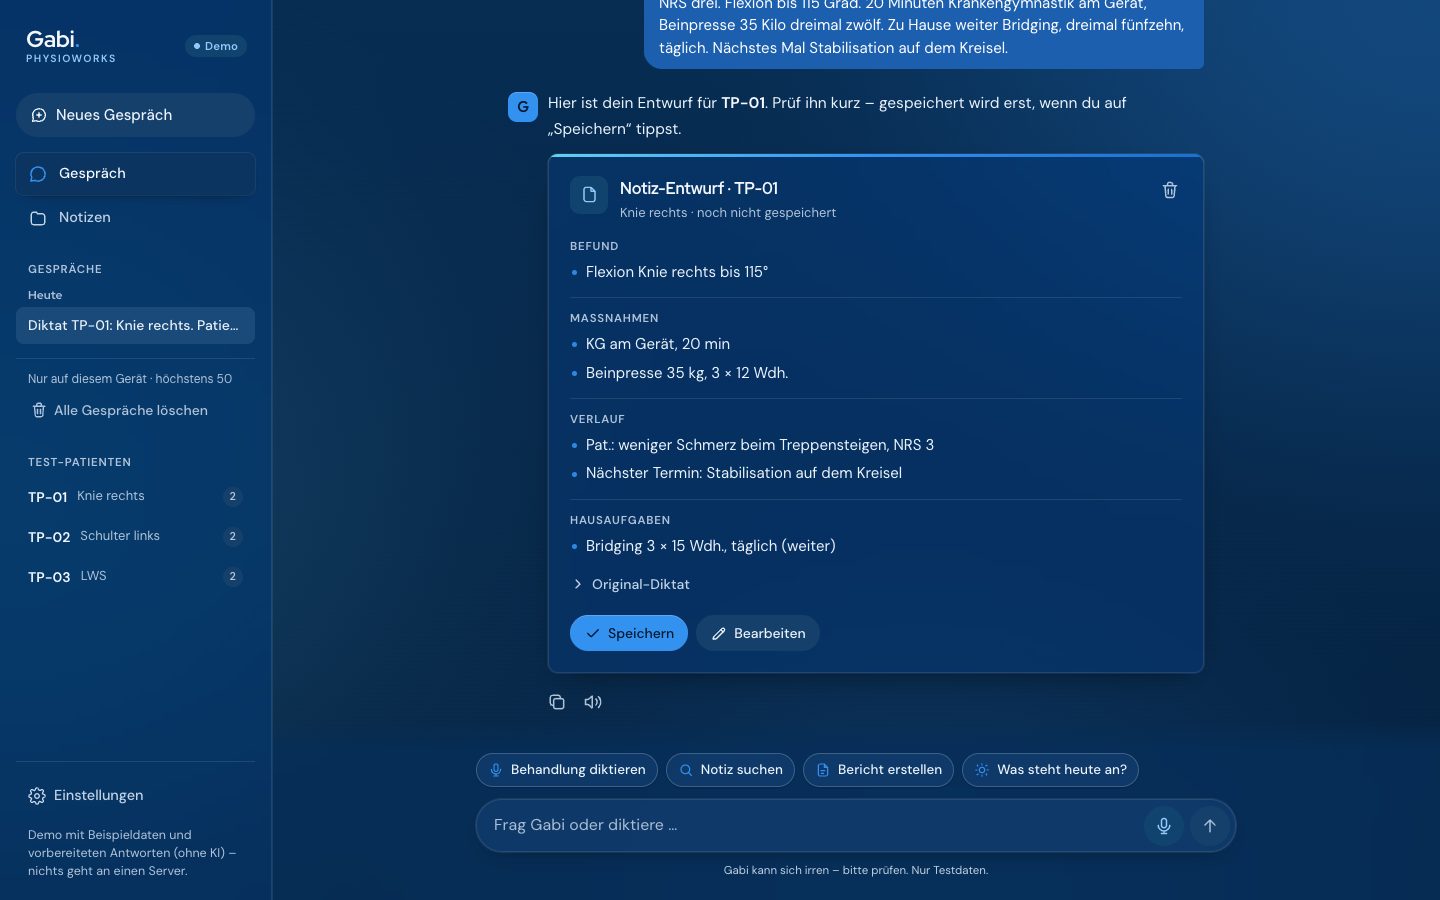 Gabi.
PHYSIOWORKS
Demo
Neues Gespräch
Gespräch
Notizen
GESPRÄCHE
Heute
Diktat TP-01: Knie rechts. Patie...
Nur auf diesem Gerät · höchstens 50
Alle Gespräche löschen
TEST-PATIENTEN
TP-01 Knie rechts 2
TP-02 Schulter links 2
TP-03 LWS 2
Einstellungen
Demo mit Beispieldaten und
vorbereiteten Antworten (ohne KI) –
nichts geht an einen Server.
NRS drei. Flexion bis 115 Grad. 20 Minuten Krankengymnastik am Gerät,
Beinpresse 35 Kilo dreimal zwölf. Zu Hause weiter Bridging, dreimal fünfzehn,
täglich. Nächstes Mal Stabilisation auf dem Kreisel.
G
Hier ist dein Entwurf für TP-01. Prüf ihn kurz – gespeichert wird erst, wenn du auf
„Speichern“ tippst.
Notiz-Entwurf · TP-01
Knie rechts · noch nicht gespeichert
BEFUND
• Flexion Knie rechts bis 115°
MASSNAHMEN
• KG am Gerät, 20 min
• Beinpresse 35 kg, 3 × 12 Wdh.
VERLAUF
• Pat.: weniger Schmerz beim Treppensteigen, NRS 3
• Nächster Termin: Stabilisation auf dem Kreisel
HAUSAUFGABEN
• Bridging 3 × 15 Wdh., täglich (weiter)
Original-Diktat
Speichern Bearbeiten
Behandlung diktieren Notiz suchen Bericht erstellen Was steht heute an?
Frag Gabi oder diktiere ...
Gabi kann sich irren – bitte prüfen. Nur Testdaten.